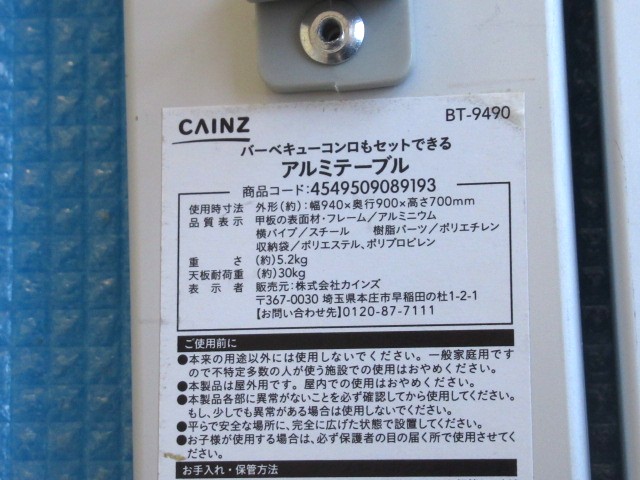 CAINZ
BT-9490
バーベキューコンロもセットできる
アルミテーブル
商品コード:4549509089193
使用時寸法 外形(約):幅940×奥行900×高さ700mm
品質表示 甲板の表面材・フレーム/アルミニウム
横パイプ/スチール 樹脂パーツ/ポリエチレン
収納袋/ポリエステル、ポリプロピレン
重さ (約)5.2kg
天板耐荷重 (約)30kg
表示者 販売元:株式会社カインズ
〒367-0030 埼玉県本庄市早稲田の杜1-2-1
【お問い合わせ先】0120-87-7111
ご使用前に
●本来の用途以外には使用しないでください。一般家庭用ですので不特定多数の人が使う施設での使用はおやめください。
●本製品は屋外用です。屋内での使用はおやめください。
●本製品各部に異常がないことを必ず確認してから使用してください。
もし、少しでも異常がある場合は使用しないでください。
●平らで安全な場所に、完全に広げた状態で設置してください。
●お子様が使用する場合は、必ず保護者の目の届く所で使用させてください。
お手入れ・保管方法